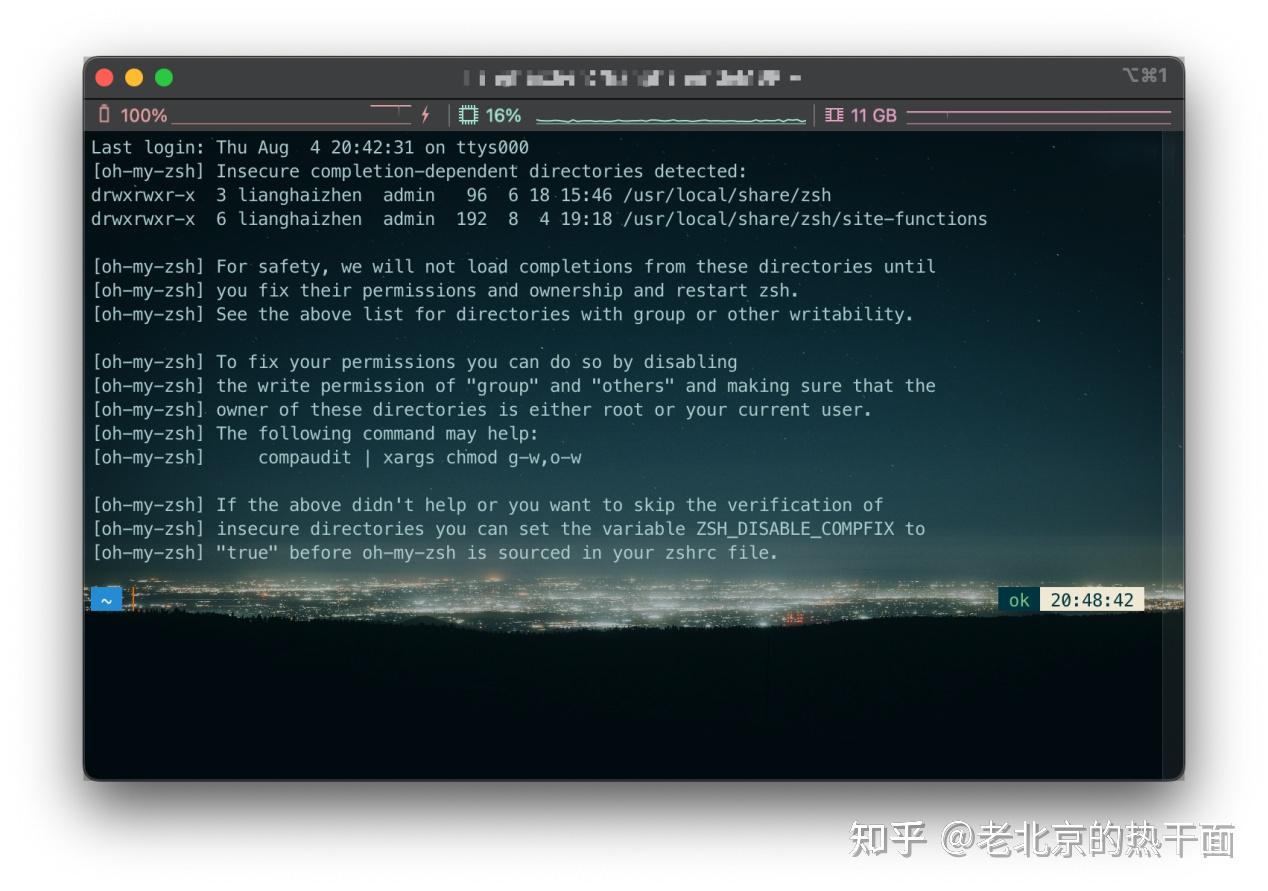 ⌥⌘1
100%
16%
11 GB
Last login: Thu Aug  4 20:42:31 on ttys000
[oh-my-zsh] Insecure completion-dependent directories detected:
drwxrwxr-x  3 lianghaizhen  admin   96  6 18 15:46 /usr/local/share/zsh
drwxrwxr-x  6 lianghaizhen  admin  192  8  4 19:18 /usr/local/share/zsh/site-functions
[oh-my-zsh] For safety, we will not load completions from these directories until
[oh-my-zsh] you fix their permissions and ownership and restart zsh.
[oh-my-zsh] See the above list for directories with group or other writability.
[oh-my-zsh] To fix your permissions you can do so by disabling
[oh-my-zsh] the write permission of "group" and "others" and making sure that the
[oh-my-zsh] owner of these directories is either root or your current user.
[oh-my-zsh] The following command may help:
[oh-my-zsh]     compaudit | xargs chmod g-w,o-w
[oh-my-zsh] If the above didn't help or you want to skip the verification of
[oh-my-zsh] insecure directories you can set the variable ZSH_DISABLE_COMPFIX to
[oh-my-zsh] "true" before oh-my-zsh is sourced in your zshrc file.
~
ok 20:48:42
知乎 @老北京的热干面